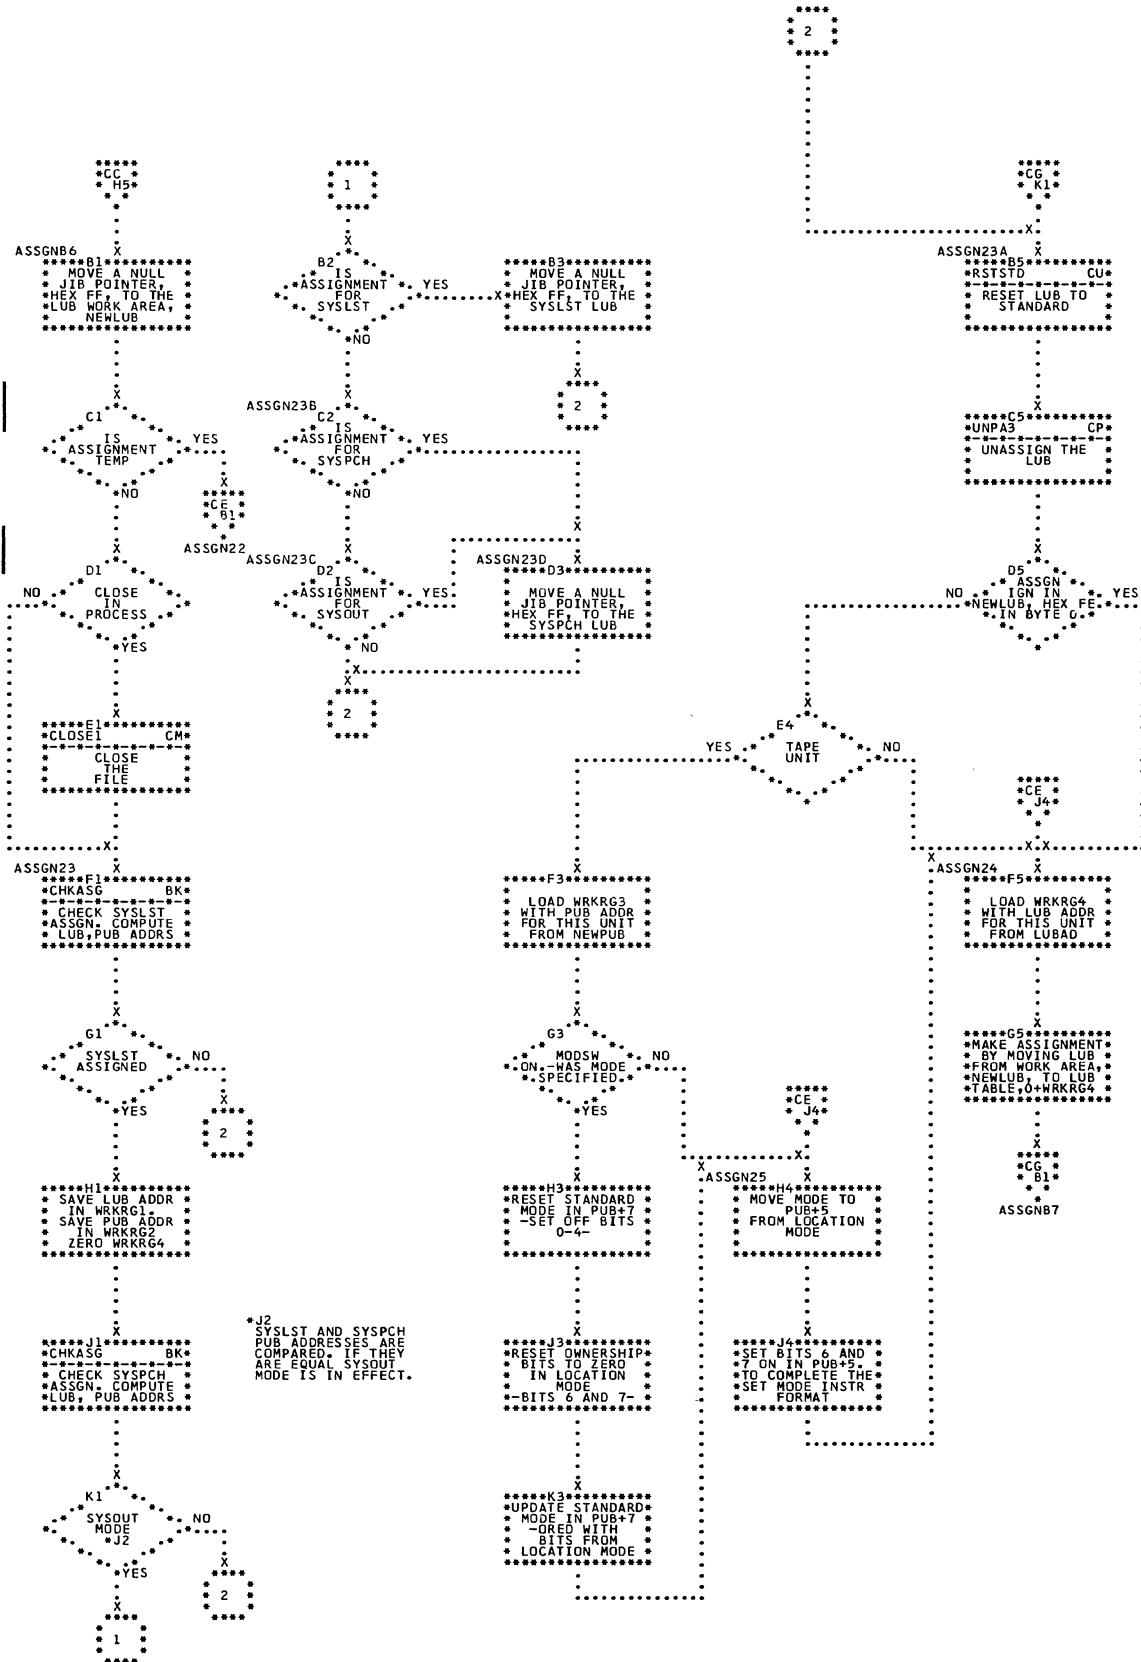 2
CC
H5
1
CG
K1
ASSGNB6
B1
MOVE A NULL
JIB POINTER,
HEX FF, TO THE
LUB WORK AREA,
NEWLUB
B2
IS
ASSIGNMENT
FOR
SYSLST
YES
NO
B3
MOVE A NULL
JIB POINTER,
HEX FF, TO THE
SYSLST LUB
2
ASSGN23A
B5
RSTSTD CU
RESET LUB TO
STANDARD
C1
IS
ASSIGNMENT
TEMP
YES
NO
CE
B1
ASSGN22
ASSGN23B
C2
IS
ASSIGNMENT
FOR
SYSPCH
YES
NO
C5
UNPA3 CP
UNASSIGN THE
LUB
D1
CLOSE
IN
PROCESS
NO
YES
ASSGN23C
D2
IS
ASSIGNMENT
FOR
SYSOUT
YES
NO
2
ASSGN23D
D3
MOVE A NULL
JIB POINTER,
HEX FF, TO THE
SYSPCH LUB
D5
ASSGN
IGN IN
NEWLUB, HEX FE
IN BYTE 0.
NO
YES
E1
CLOSE1 CM
CLOSE
THE
FILE
E4
TAPE
UNIT
YES
NO
CE
J4
ASSGN23
F1
CHKASG BK
CHECK SYSLST
ASSGN. COMPUTE
LUB,PUB ADDRS
F3
LOAD WRKRG3
WITH PUB ADDR
FOR THIS UNIT
FROM NEWPUB
ASSGN24
F5
LOAD WRKRG4
WITH LUB ADDR
FOR THIS UNIT
FROM LUBAD
G1
SYSLST
ASSIGNED
NO
YES
2
G3
MODSW
ON.-WAS MODE
SPECIFIED.
NO
YES
CE
J4
G5
MAKE ASSIGNMENT
BY MOVING LUB
FROM WORK AREA,
NEWLUB, TO LUB
TABLE,0+WRKRG4
CG
B1
ASSGNB7
H1
SAVE LUB ADDR
IN WRKRG1.
SAVE PUB ADDR
IN WRKRG2
ZERO WRKRG4
H3
RESET STANDARD
MODE IN PUB+7
-SET OFF BITS
0-4-
ASSGN25
H4
MOVE MODE TO
PUB+5
FROM LOCATION
MODE
J1
CHKASG BK
CHECK SYSPCH
ASSGN. COMPUTE
LUB, PUB ADDRS
*J2
SYSLST AND SYSPCH
PUB ADDRESSES ARE
COMPARED. IF THEY
ARE EQUAL SYSOUT
MODE IS IN EFFECT.
J3
RESET OWNERSHIP
BITS TO ZERO
IN LOCATION
MODE
-BITS 6 AND 7-
J4
SET BITS 6 AND
7 ON IN PUB+5.
TO COMPLETE THE
SET MODE INSTR
FORMAT
K1
SYSOUT
MODE
*J2
NO
YES
2
1
K3
UPDATE STANDARD
MODE IN PUB+7
-ORED WITH
BITS FROM
LOCATION MODE